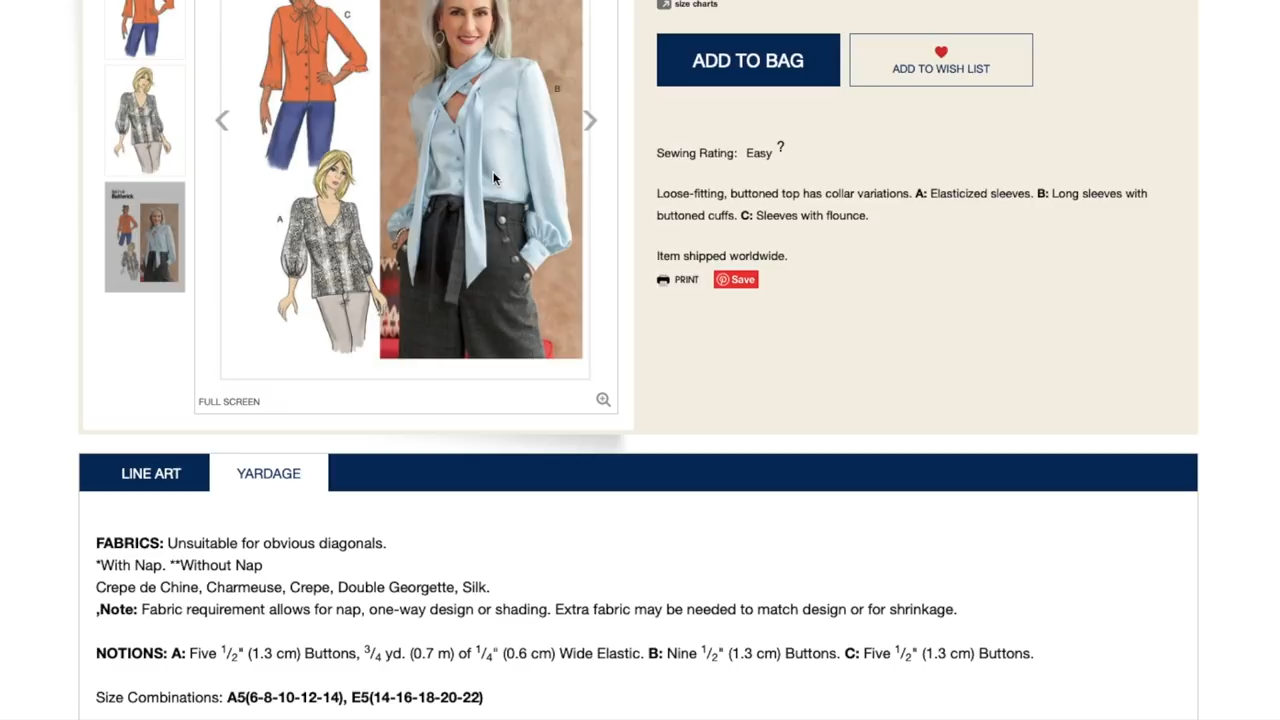 size charts
ADD TO BAG
ADD TO WISH LIST
C
B
A
Butterick
Sewing Rating: Easy ?
Loose-fitting, buttoned top has collar variations. A: Elasticized sleeves. B: Long sleeves with
buttoned cuffs. C: Sleeves with flounce.
Item shipped worldwide.
PRINT Save
FULL SCREEN
LINE ART YARDAGE
FABRICS: Unsuitable for obvious diagonals.
*With Nap. **Without Nap
Crepe de Chine, Charmeuse, Crepe, Double Georgette, Silk.
,Note: Fabric requirement allows for nap, one-way design or shading. Extra fabric may be needed to match design or for shrinkage.
NOTIONS: A: Five 1/2" (1.3 cm) Buttons, 3/4 yd. (0.7 m) of 1/4" (0.6 cm) Wide Elastic. B: Nine 1/2" (1.3 cm) Buttons. C: Five 1/2" (1.3 cm) Buttons.
Size Combinations: A5(6-8-10-12-14), E5(14-16-18-20-22)